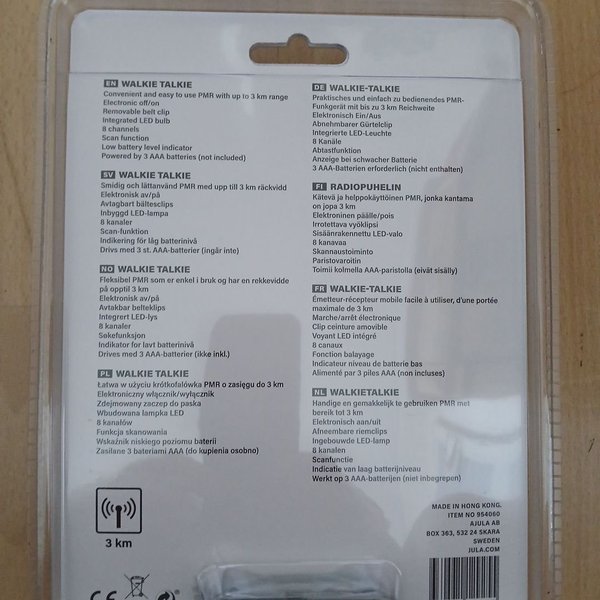 EN WALKIE TALKIE
Convenient and easy to use PMR with up to 3 km range
Electronic off/on
Removable belt clip
Integrated LED bulb
8 channels
Scan function
Low battery level indicator
Powered by 3 AAA batteries (not included)
SV WALKIE TALKIE
Smidig och lättanvänd PMR med upp till 3 km räckvidd
Elektronisk av/på
Avtagbart bältesclips
Inbyggd LED-lampa
8 kanaler
Scan-funktion
Indikering för låg batterinivå
Drivs med 3 st. AAA-batterier (ingår inte)
NO WALKIE TALKIE
Fleksibel PMR som er enkel i bruk og har en rekkevidde
på opptil 3 km
Elektronisk av/på
Avtakbar belteklips
Integrert LED-lys
8 kanaler
Søkefunksjon
Indikator for lavt batterinivå
Drives med 3 AAA-batterier (ikke inkl.)
PL WALKIE TALKIE
Łatwa w użyciu krótkofalówka PMR o zasięgu do 3 km
Elektroniczny włącznik/wyłącznik
Zdejmowany zaczep do paska
Wbudowana lampka LED
8 kanałów
Funkcja skanowania
Wskaźnik niskiego poziomu baterii
Zasilane 3 bateriami AAA (do kupienia osobno)
DE WALKIE-TALKIE
Praktisches und einfach zu bedienendes PMR-
Funkgerät mit bis zu 3 km Reichweite
Elektronisch Ein/Aus
Abnehmbarer Gürtelclip
Integrierte LED-Leuchte
8 Kanäle
Abtastfunktion
Anzeige bei schwacher Batterie
3 AAA-Batterien erforderlich (nicht enthalten)
FI RADIOPUHELIN
Kätevä ja helppokäyttöinen PMR, jonka kantama
on jopa 3 km
Elektroninen päälle/pois
Irrotettava vyöklipsi
Sisäänrakennettu LED-valo
8 kanavaa
Skannaustoiminto
Paristovaroitin
Toimii kolmella AAA-paristolla (eivät sisälly)
FR WALKIE-TALKIE
Émetteur-récepteur mobile facile à utiliser, d'une portée
maximale de 3 km
Marche/arrêt électronique
Clip ceinture amovible
Voyant LED intégré
8 canaux
Fonction balayage
Indicateur niveau de batterie bas
Alimenté par 3 piles AAA (non incluses)
NL WALKIETALKIE
Handige en gemakkelijk te gebruiken PMR met
bereik tot 3 km
Elektronisch aan/uit
Afneembare riemclips
Ingebouwde LED-lamp
8 kanalen
Scanfunctie
Indicatie van laag batterijniveau
Werkt op 3 AAA-batterijen (niet inbegrepen)
3 km
MADE IN HONG KONG.
ITEM NO 954060
AJULA AB
BOX 363, 532 24 SKARA
SWEDEN
JULA.COM
CE